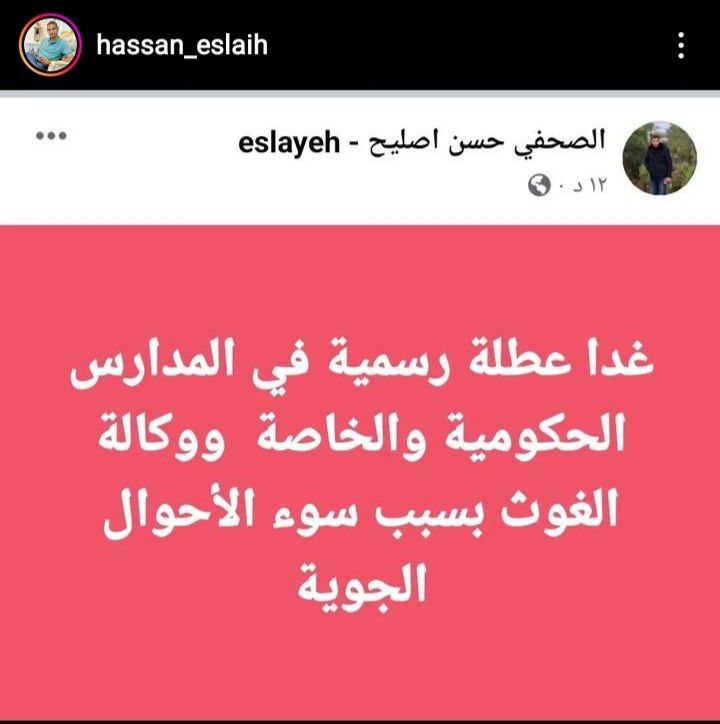 hassan_eslaih
الصحفي حسن اصليح - eslayeh
١٢ د ·
غدا عطلة رسمية في المدارس
الحكومية والخاصة ووكالة
الغوث بسبب سوء الأحوال
الجوية